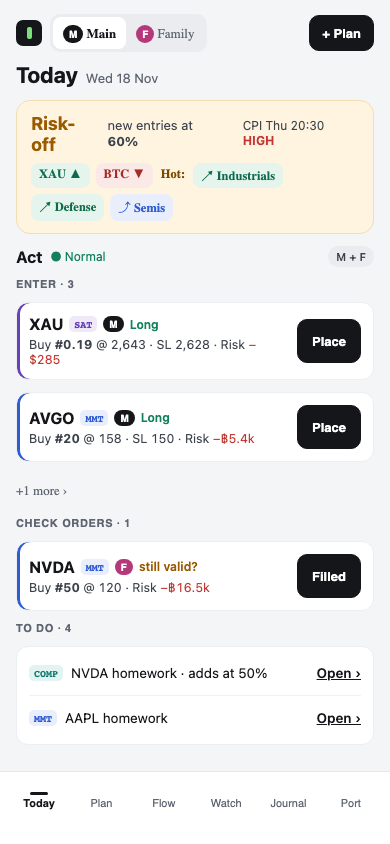 M Main F Family + Plan
Today Wed 18 Nov
Risk-off new entries at 60% CPI Thu 20:30 HIGH
XAU ▲ BTC ▼ Hot: ↗ Industrials
↗ Defense ⤴ Semis
Act Normal M + F
ENTER · 3
XAU SAT M Long
Buy #0.19 @ 2,643 · SL 2,628 · Risk –
$285
Place
AVGO MMT M Long
Buy #20 @ 158 · SL 150 · Risk –฿5.4k
Place
+1 more ›
CHECK ORDERS · 1
NVDA MMT F still valid?
Buy #50 @ 120 · Risk –฿16.5k
Filled
TO DO · 4
COMP NVDA homework · adds at 50% Open ›
MMT AAPL homework Open ›
Today Plan Flow Watch Journal Port